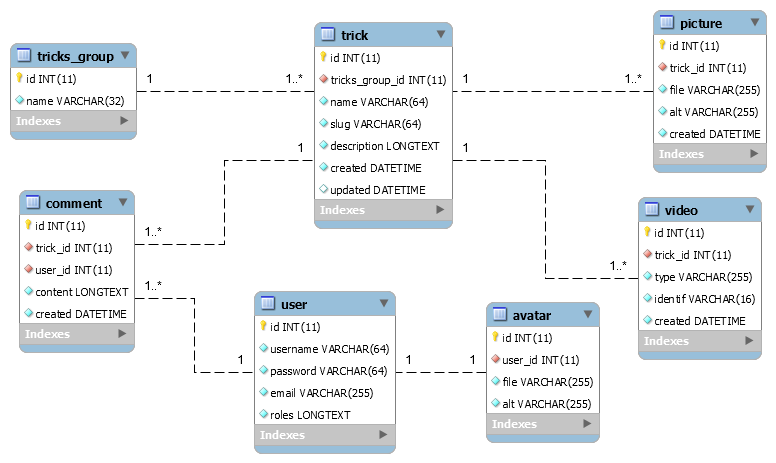 tricks_group
id INT(11)
name VARCHAR(32)
Indexes
1
1..*
trick
id INT(11)
tricks_group_id INT(11)
name VARCHAR(64)
slug VARCHAR(64)
description LONGTEXT
created DATETIME
updated DATETIME
Indexes
1
1..*
picture
id INT(11)
trick_id INT(11)
file VARCHAR(255)
alt VARCHAR(255)
created DATETIME
Indexes
1
1..*
comment
id INT(11)
trick_id INT(11)
user_id INT(11)
content LONGTEXT
created DATETIME
Indexes
1
1..*
video
id INT(11)
trick_id INT(11)
type VARCHAR(255)
identif VARCHAR(16)
created DATETIME
Indexes
1..*
1
user
id INT(11)
username VARCHAR(64)
password VARCHAR(64)
email VARCHAR(255)
roles LONGTEXT
Indexes
1
1
avatar
id INT(11)
user_id INT(11)
file VARCHAR(255)
alt VARCHAR(255)
Indexes